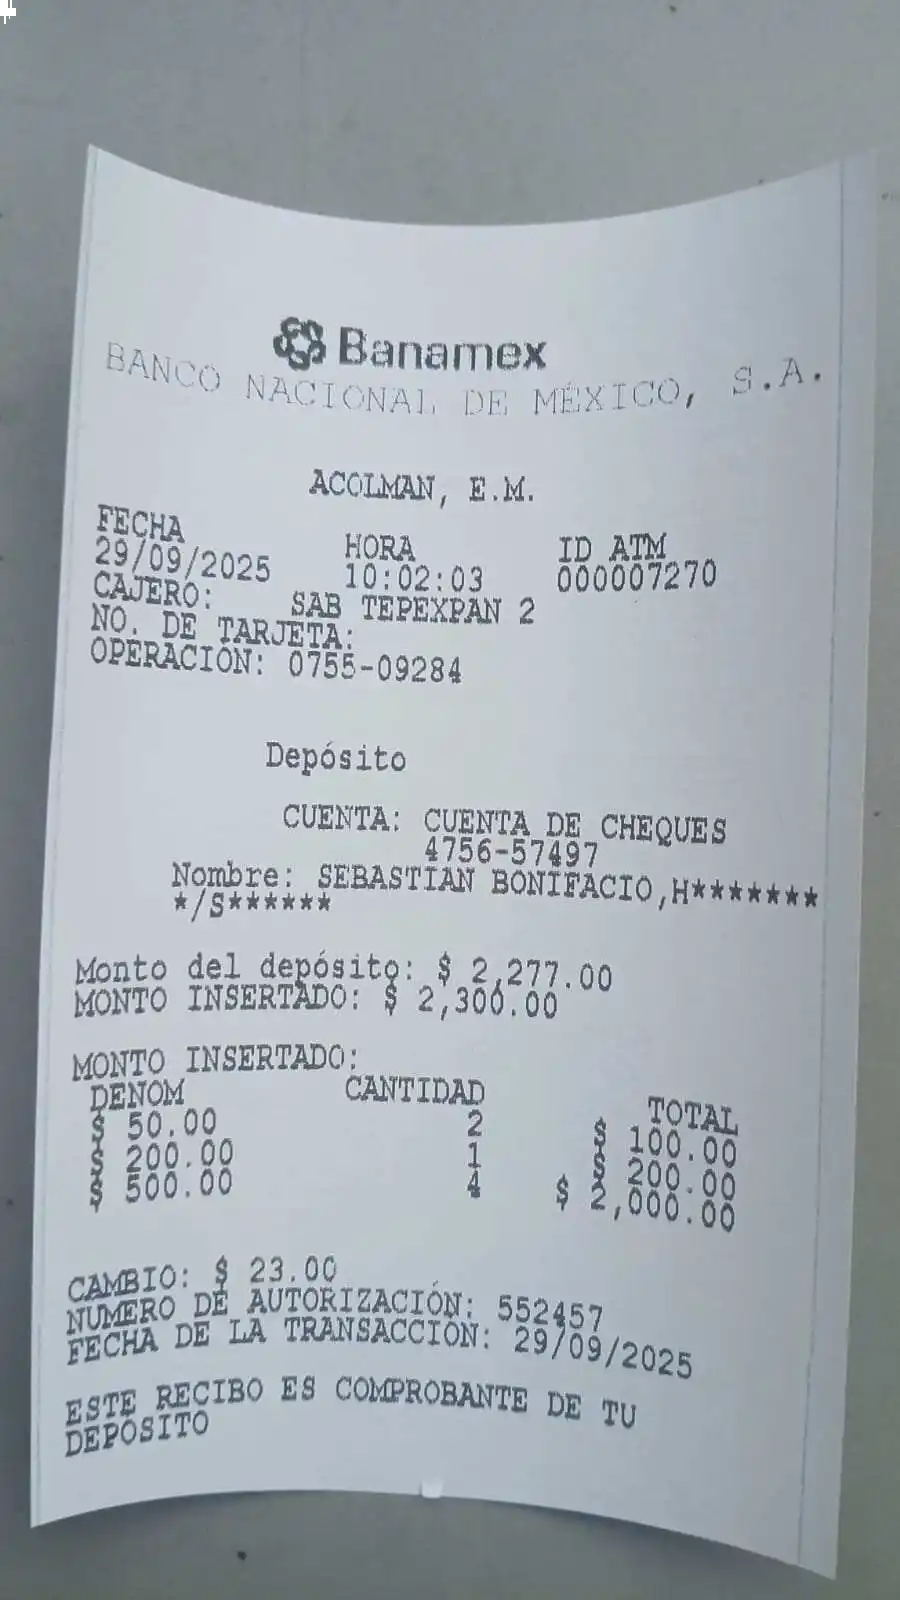 Banamex
BANCO NACIONAL DE MÉXICO, S.A.
ACOLMAN, E.M.
FECHA HORA ID ATM
29/09/2025 10:02:03 000007270
CAJERO: SAB TEPEXPAN 2
NO. DE TARJETA:
OPERACIÓN: 0755-09284
Depósito
CUENTA: CUENTA DE CHEQUES
4756-57497
Nombre: SEBASTIAN BONIFACIO,H*******
*/S******
Monto del depósito: $ 2,277.00
MONTO INSERTADO: $ 2,300.00
MONTO INSERTADO:
DENOM CANTIDAD TOTAL
$ 50.00 2 $ 100.00
$ 200.00 1 $ 200.00
$ 500.00 4 $ 2,000.00
CAMBIO: $ 23.00
NUMERO DE AUTORIZACIÓN: 552457
FECHA DE LA TRANSACCIÓN: 29/09/2025
ESTE RECIBO ES COMPROBANTE DE TU
DEPÓSITO